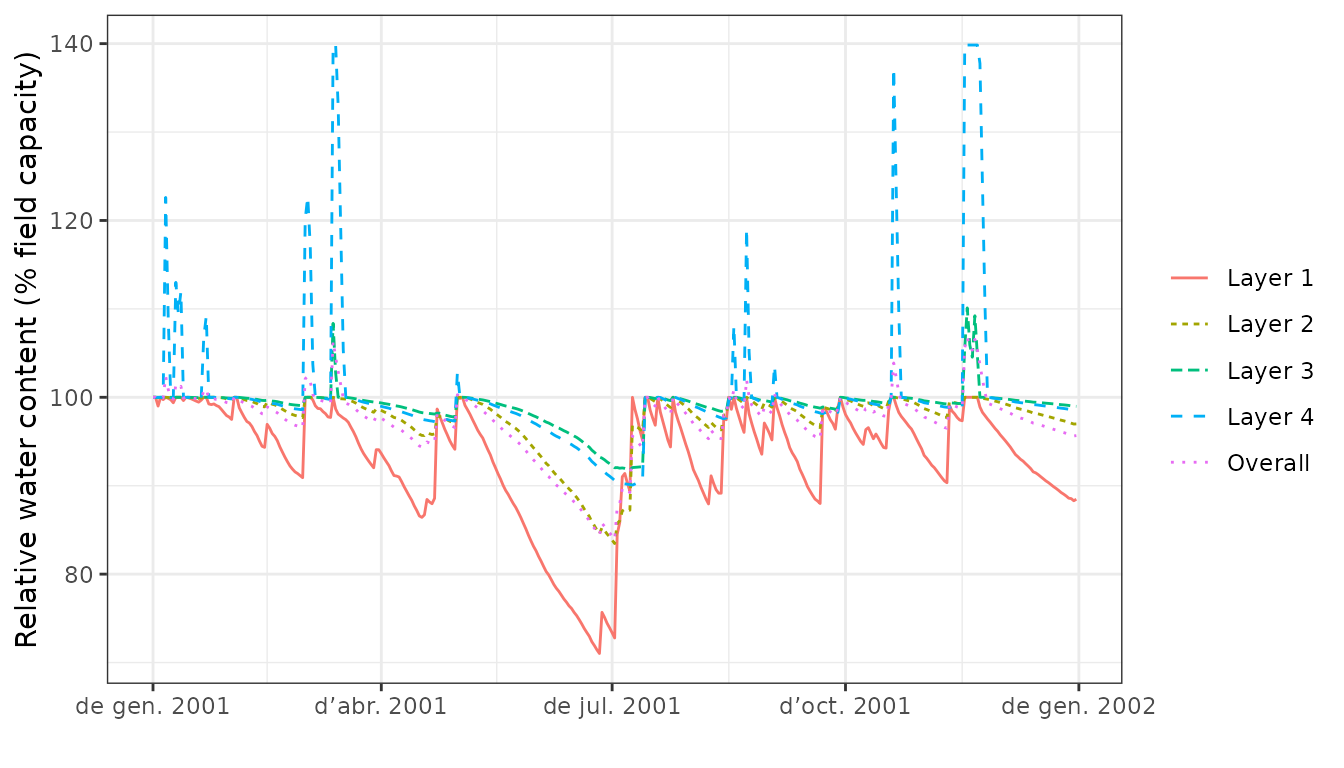 Relative water content (% field capacity)
140
120
100
80
de gen. 2001
d’abr. 2001
de jul. 2001
d’oct. 2001
de gen. 2002
Layer 1
Layer 2
Layer 3
Layer 4
Overall